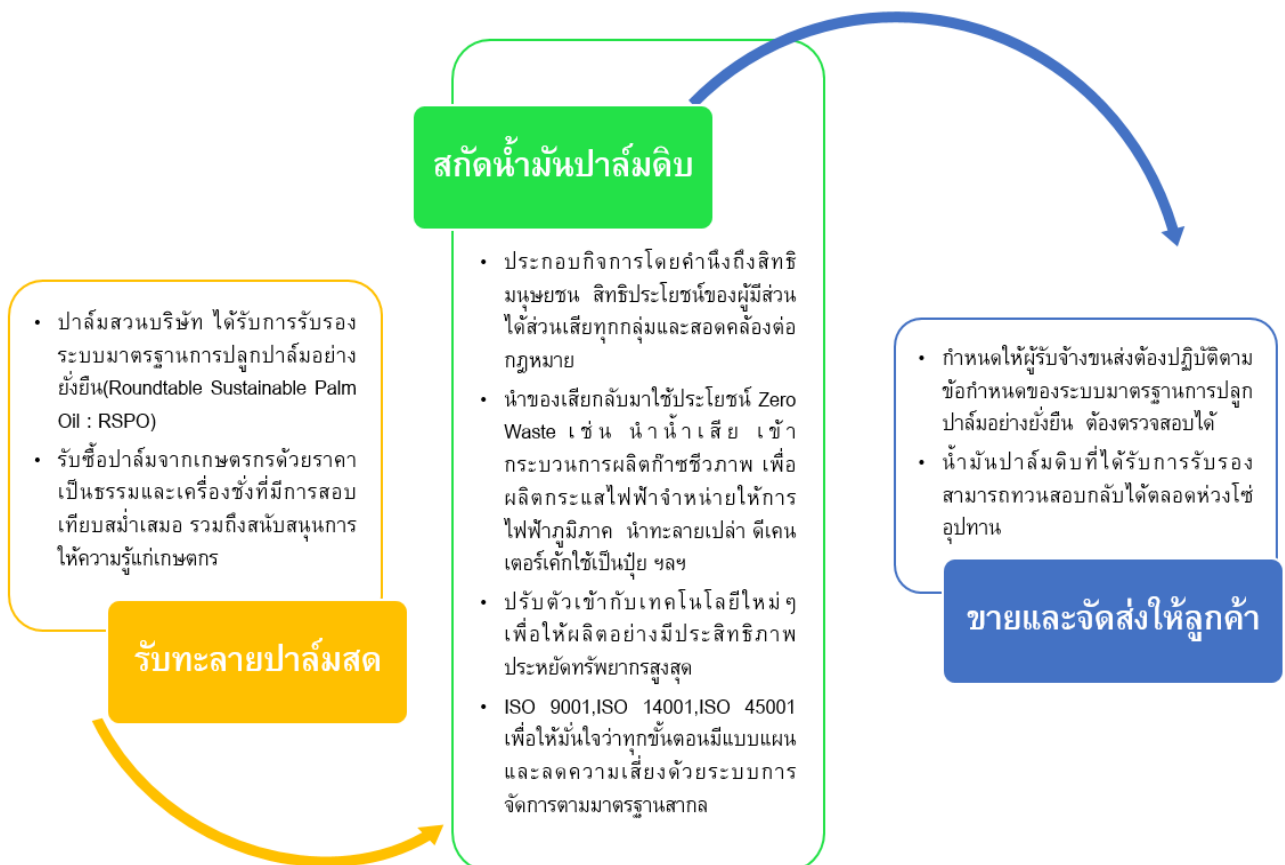 • ปาล์มสวนบริษัท ได้รับการรับรอง
ระบบมาตรฐานการปลูกปาล์มอย่าง
ยั่งยืน(Roundtable Sustainable Palm
Oil : RSPO)
• รับซื้อปาล์มจากเกษตรกรด้วยราคา
เป็นธรรมและเครื่องชั่งที่มีการสอบ
เทียบสม่ำเสมอ รวมถึงสนับสนุนการ
ให้ความรู้แก่เกษตกร
รับทะลายปาล์มสด
สกัดน้ำมันปาล์มดิบ
• ประกอบกิจการโดยคำนึงถึงสิทธิ
มนุษยชน สิทธิประโยชน์ของผู้มีส่วน
ได้ส่วนเสียทุกกลุ่มและสอดคล้องต่อ
กฎหมาย
• นำของเสียกลับมาใช้ประโยชน์ Zero
Waste เช่น นำน้ำเสีย เข้า
กระบวนการผลิตก๊าซชีวภาพ เพื่อ
ผลิตกระแสไฟฟ้าจำหน่ายให้การ
ไฟฟ้าภูมิภาค นำทะลายเปล่า ดีเคน
เตอร์เค้กใช้เป็นปุ๋ย ฯลฯ
• ปรับตัวเข้ากับเทคโนโลยีใหม่ๆ
เพื่อให้ผลิตอย่างมีประสิทธิภาพ
ประหยัดทรัพยากรสูงสุด
• ISO 9001,ISO 14001,ISO 45001
เพื่อให้มั่นใจว่าทุกขั้นตอนมีแบบแผน
และลดความเสี่ยงด้วยระบบการ
จัดการตามมาตรฐานสากล
• กำหนดให้ผู้รับจ้างขนส่งต้องปฏิบัติตาม
ข้อกำหนดของระบบมาตรฐานการปลูก
ปาล์มอย่างยั่งยืน ต้องตรวจสอบได้
• น้ำมันปาล์มดิบที่ได้รับการรับรอง
สามารถทวนสอบกลับได้ตลอดห่วงโซ่
อุปทาน
ขายและจัดส่งให้ลูกค้า